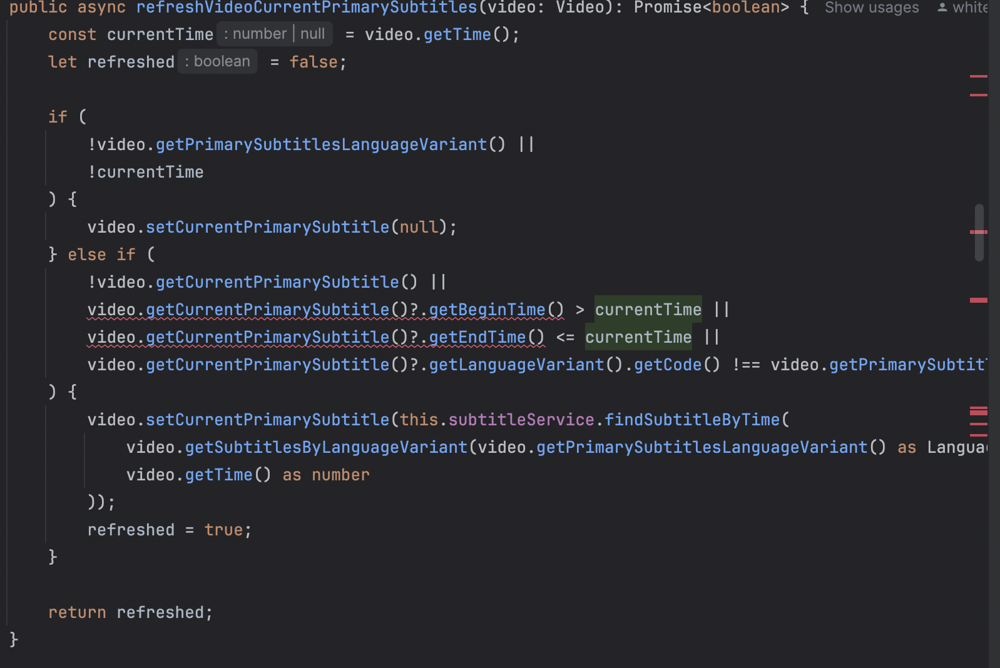 public async refreshVideoCurrentPrimarySubtitles(video: Video): Promise<boolean> { Show usages white
const currentTime : number | null = video.getTime();
let refreshed : boolean = false;
if (
!video.getPrimarySubtitlesLanguageVariant() ||
!currentTime
) {
video.setCurrentPrimarySubtitle(null);
} else if (
!video.getCurrentPrimarySubtitle() ||
video.getCurrentPrimarySubtitle()?.getBeginTime() > currentTime ||
video.getCurrentPrimarySubtitle()?.getEndTime() <= currentTime ||
video.getCurrentPrimarySubtitle()?.getLanguageVariant().getCode() !== video.getPrimarySubtit
) {
video.setCurrentPrimarySubtitle(this.subtitleService.findSubtitleByTime(
video.getSubtitlesByLanguageVariant(video.getPrimarySubtitlesLanguageVariant() as Langua
video.getTime() as number
));
refreshed = true;
}
return refreshed;
}